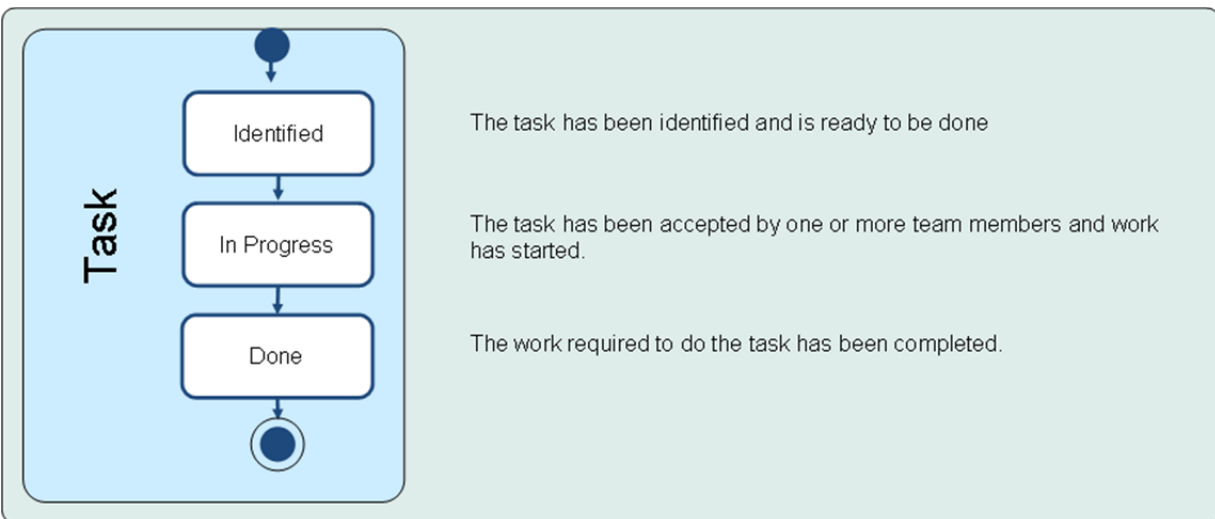 Task
Identified
The task has been identified and is ready to be done
In Progress
The task has been accepted by one or more team members and work
has started.
Done
The work required to do the task has been completed.